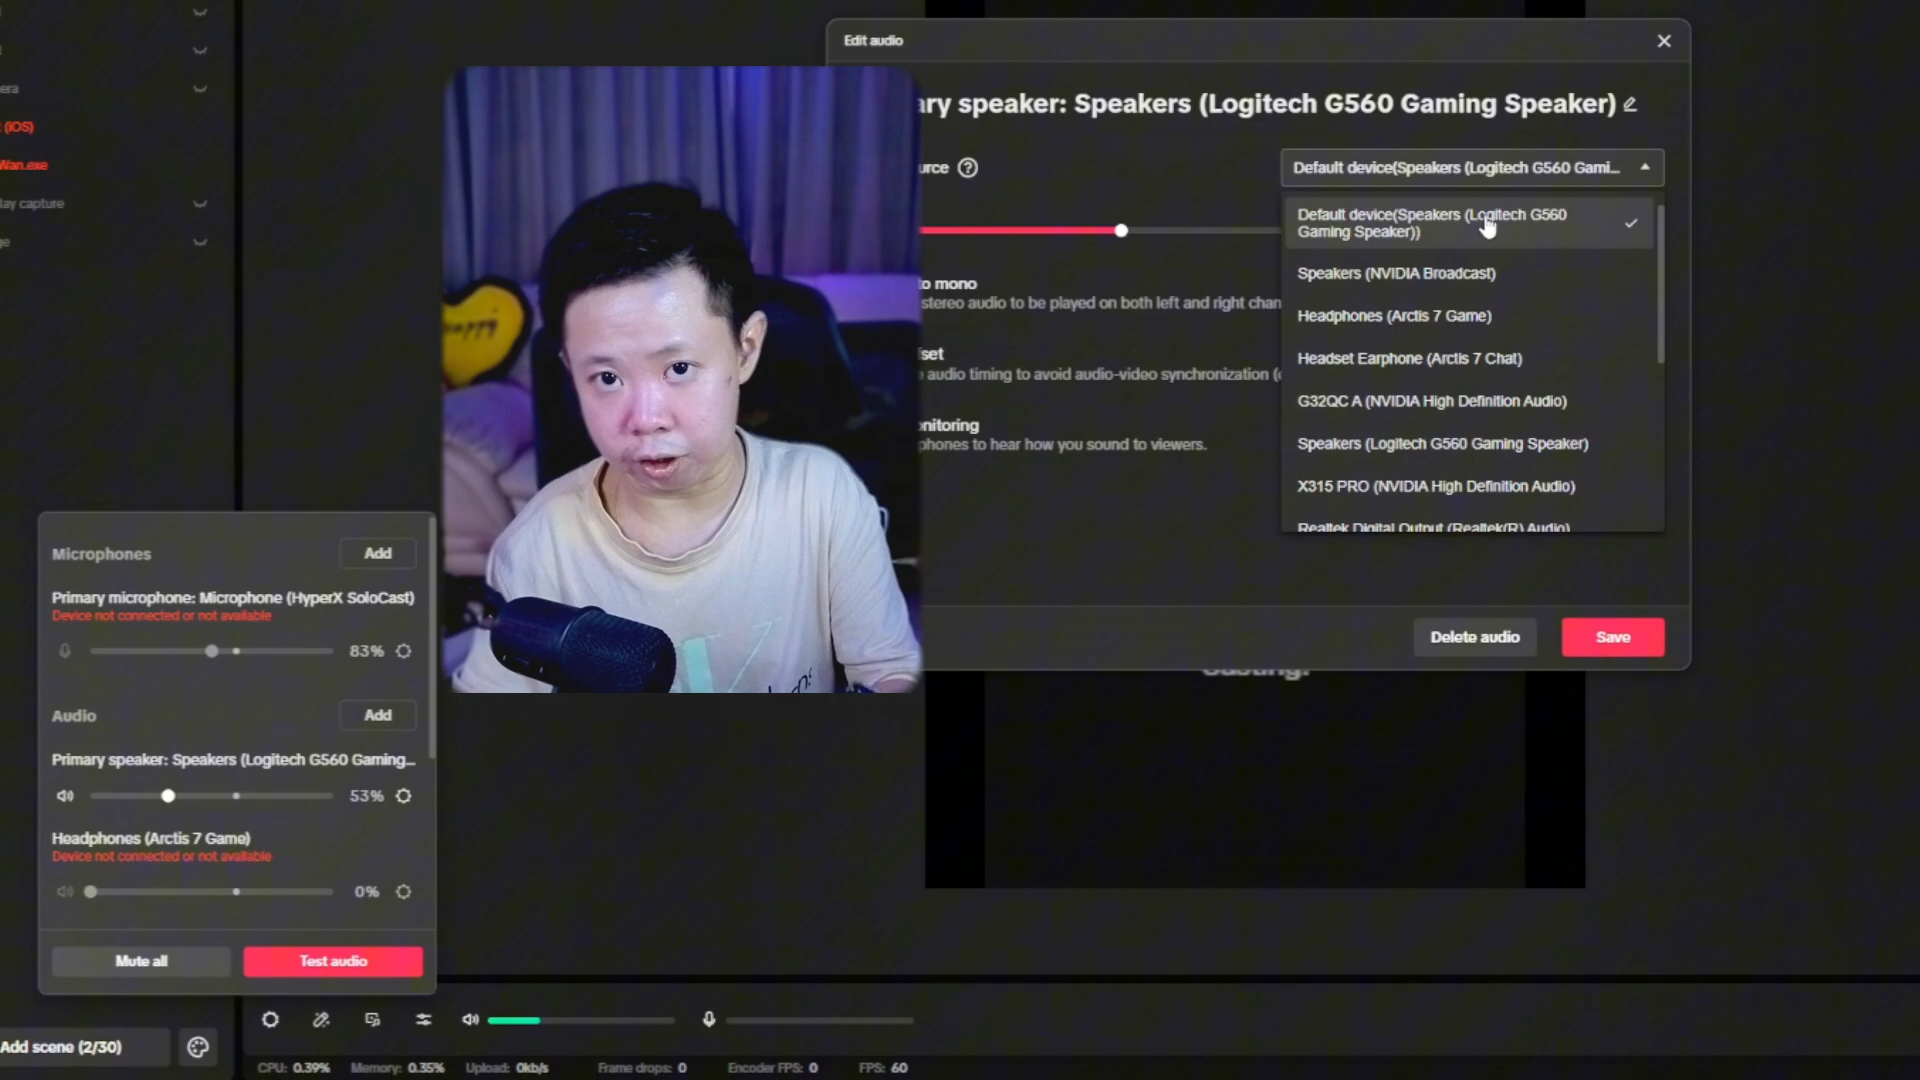 era
(iOS)
Wan.exe
lay capture
Edit audio
ary speaker: Speakers (Logitech G560 Gaming Speaker)
urce
Default device(Speakers (Logitech G560 Gami...
Default device(Speakers (Logitech G560
Gaming Speaker))
Speakers (NVIDIA Broadcast)
Headphones (Arctis 7 Game)
Headset Earphone (Arctis 7 Chat)
G32QC A (NVIDIA High Definition Audio)
Speakers (Logitech G560 Gaming Speaker)
X315 PRO (NVIDIA High Definition Audio)
Realtek Digital Output (Realtek(R) Audio)
o mono
stereo audio to be played on both left and right chan
set
audio timing to avoid audio-video synchronization (
onitoring
phones to hear how you sound to viewers.
Delete audio
Save
happy
Microphones
Add
Primary microphone: Microphone (HyperX SoloCast)
Device not connected or not available
83%
Audio
Add
Primary speaker: Speakers (Logitech G560 Gaming...
53%
Headphones (Arctis 7 Game)
Device not connected or not available
0%
Mute all
Test audio
Add scene (2/30)
CPU: 0.39%
Memory: 0.35%
Upload: 0kb/s
Frame drops: 0
Encoder FPS: 0
FPS: 60